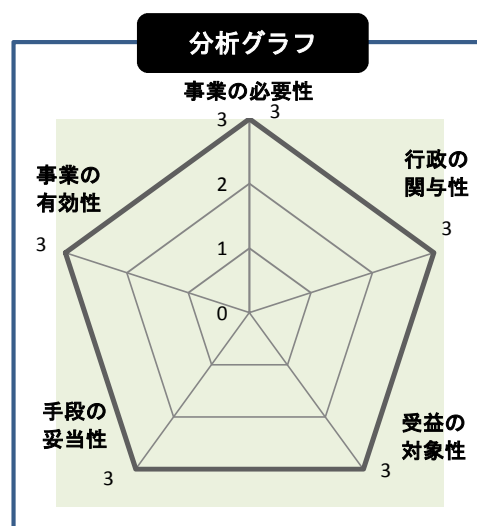 分析グラフ
事業の必要性
3
3
行政の
関与性
3
事業の
有効性
3
2
1
0
手段の
妥当性
3
受益の
対象性
3